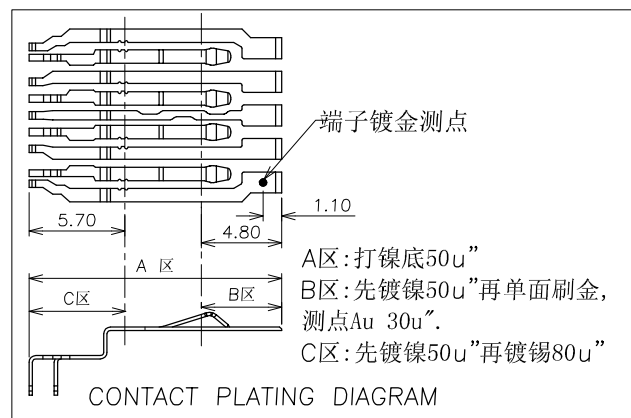 端子镀金测点
1.10
5.70
4.80
A 区
A区:打镍底50u”
C区
B区
B区:先镀镍50u”再单面刷金,
测点Au 30u”.
C区:先镀镍50u”再镀锡80u”
CONTACT PLATING DIAGRAM